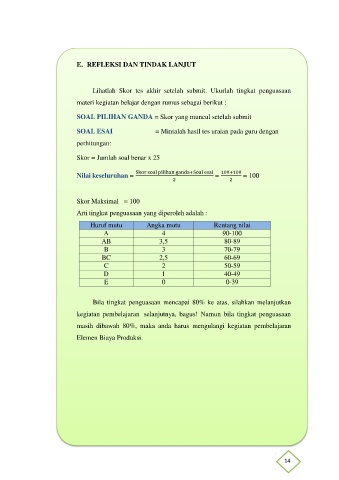 E. REFLEKSI DAN TINDAK LANJUT
Lihatlah Skor tes akhir setelah submit. Ukurlah tingkat penguasaan
materi kegiatan belajar dengan rumus sebagai berikut :
SOAL PILIHAN GANDA = Skor yang muncul setelah submit
SOAL ESAI = Mintalah hasil tes uraian pada guru dengan
perhitungan:
Skor = Jumlah soal benar x 25
Nilai keseluruhan = Skor soal pilihan ganda+Soal esai / 2 = 100+100 / 2 = 100
Skor Maksimal = 100
Arti tingkat penguasaan yang diperoleh adalah :
Huruf mutu Angka mutu Rentang nilai
A 4 90-100
AB 3,5 80-89
B 3 70-79
BC 2,5 60-69
C 2 50-59
D 1 40-49
E 0 0-39
Bila tingkat penguasaan mencapai 80% ke atas, silahkan melanjutkan
kegiatan pembelajaran selanjutnya, bagus! Namun bila tingkat penguasaan
masih dibawah 80%, maka anda harus mengulangi kegiatan pembelajaran
Elemen Biaya Produksi.
14